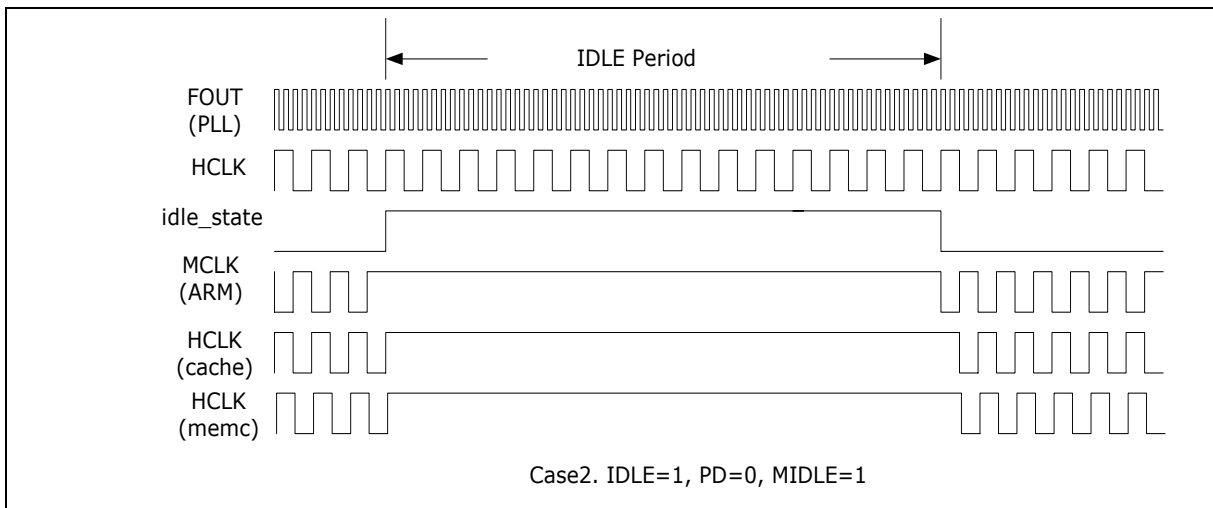 IDLE Period
FOUT
(PLL)
HCLK
idle_state
MCLK
(ARM)
HCLK
(cache)
HCLK
(memc)
Case2. IDLE=1, PD=0, MIDLE=1